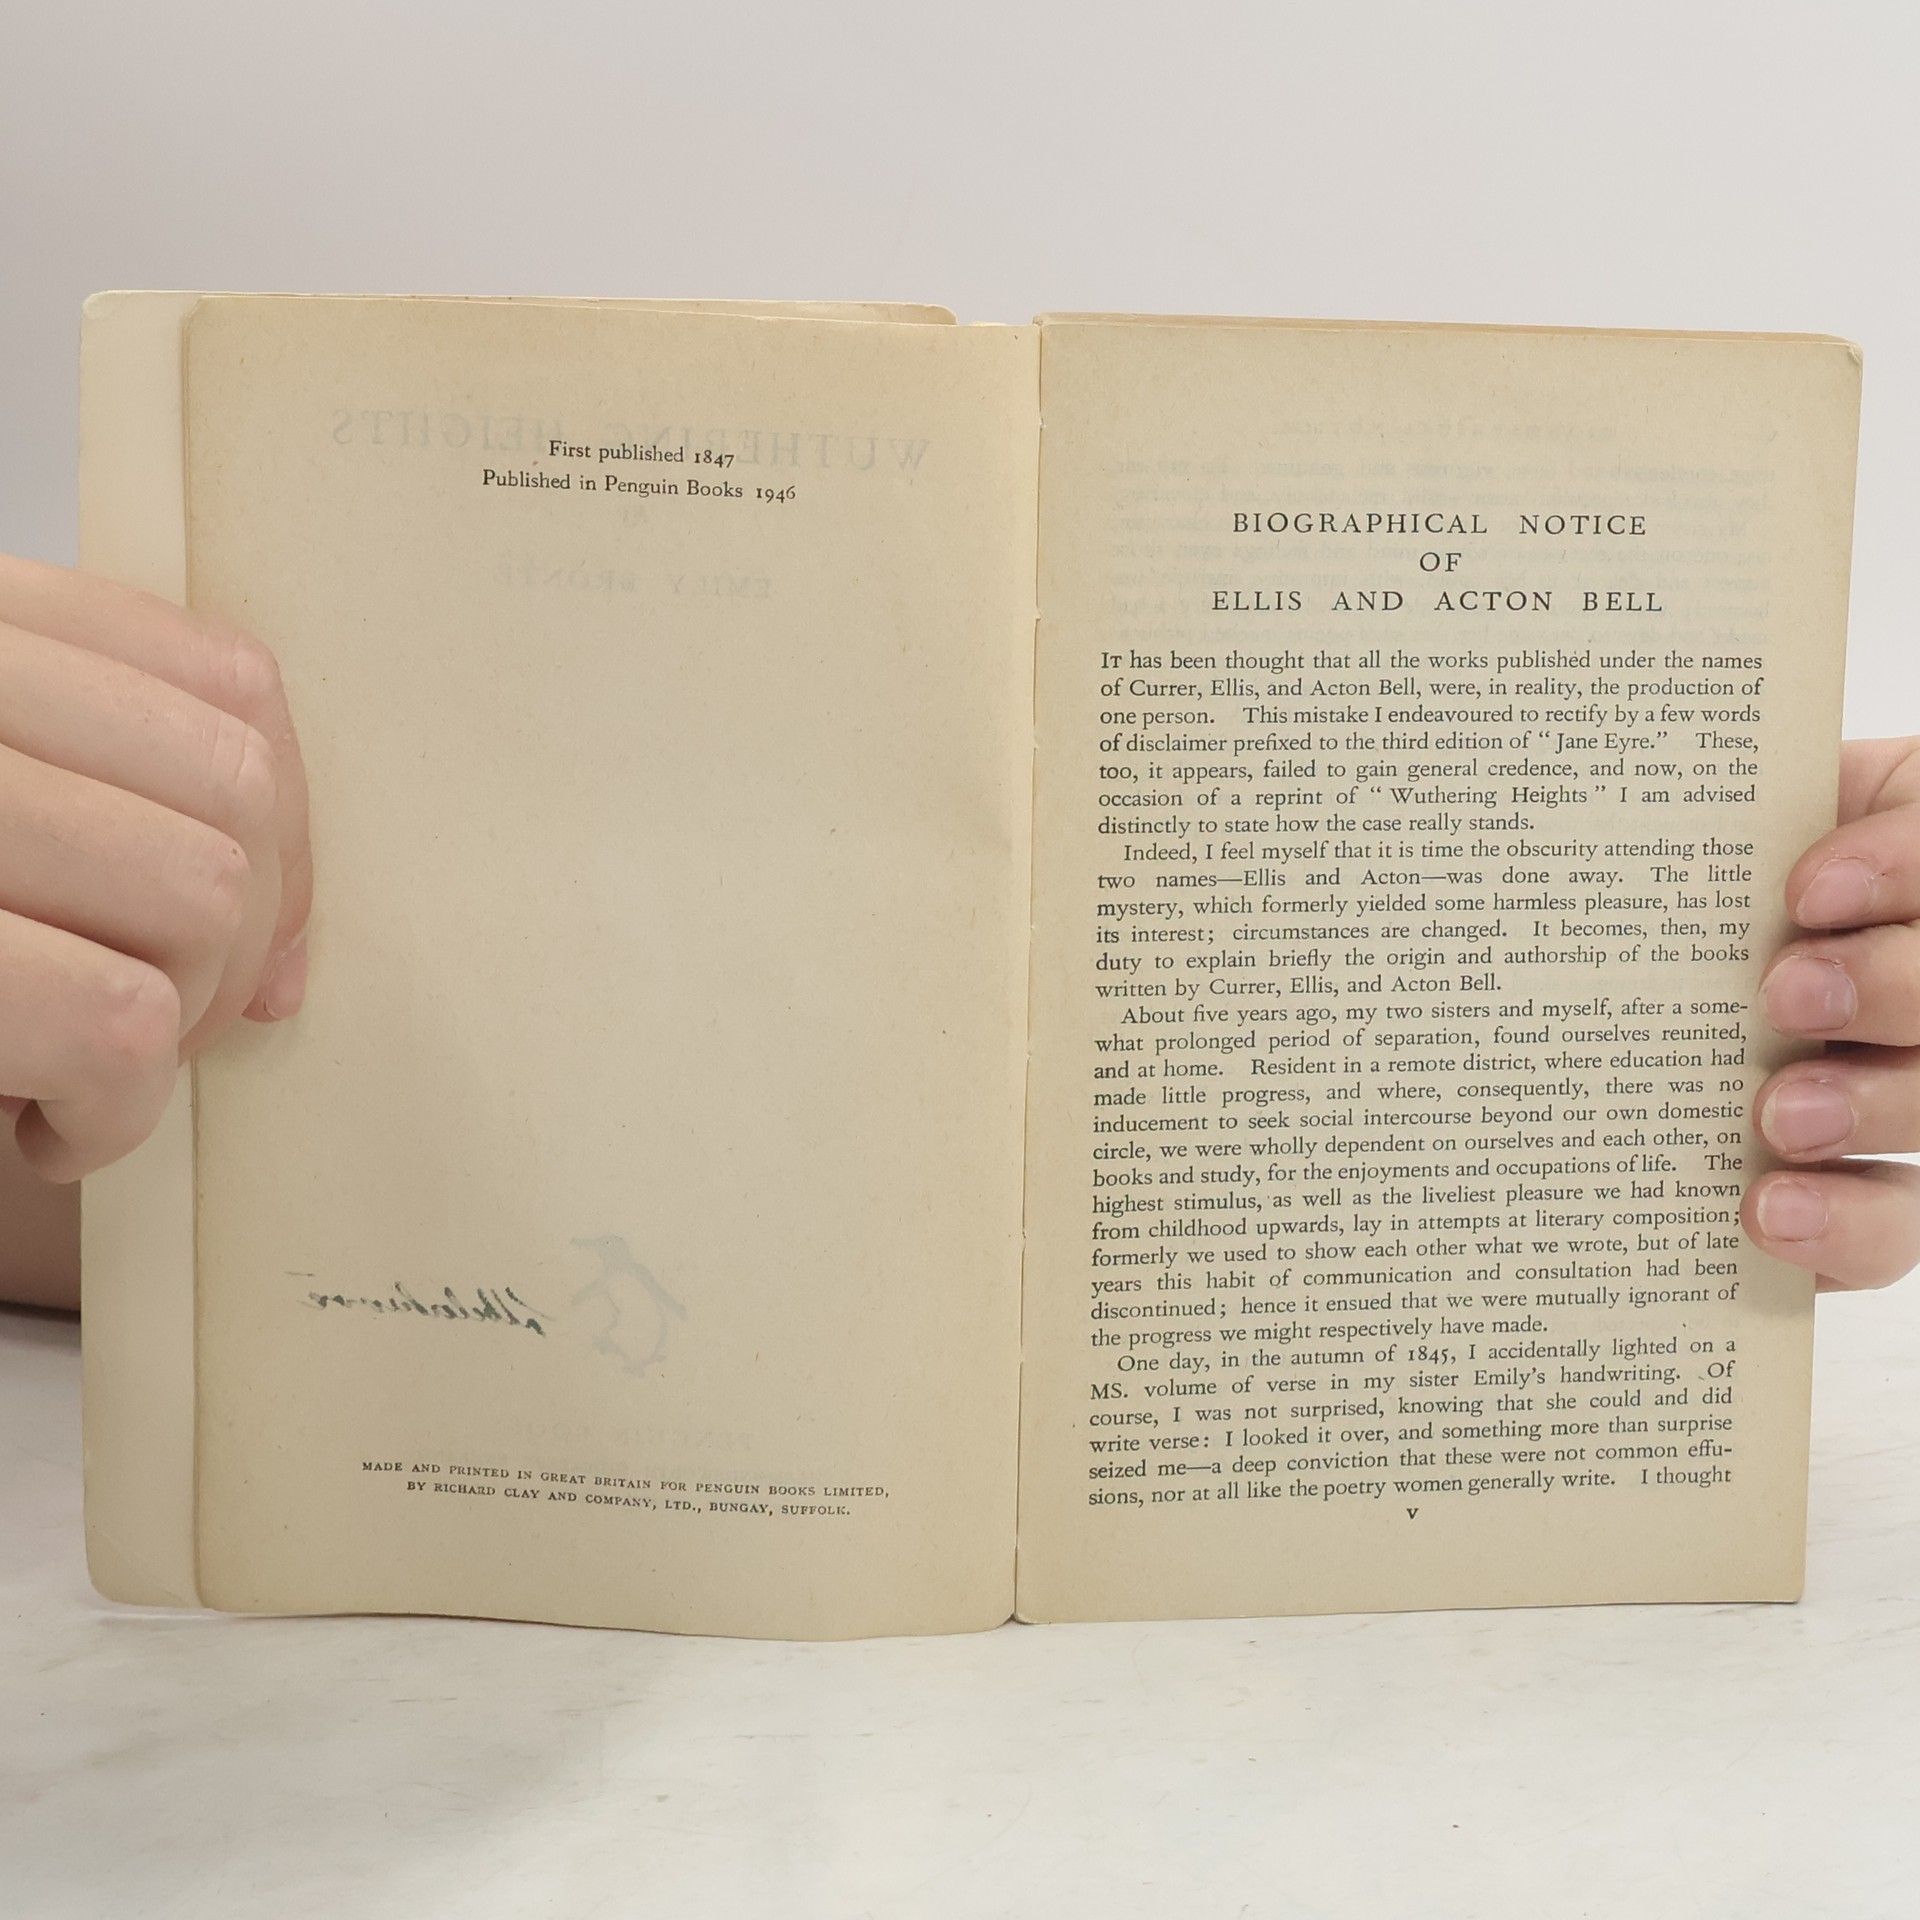 First published 1847
Published in Penguin Books 1946
WUTHERING HEIGHTS
EMILY BRONTË
MADE AND PRINTED IN GREAT BRITAIN FOR PENGUIN BOOKS LIMITED,
BY RICHARD CLAY AND COMPANY, LTD., BUNGAY, SUFFOLK.
BIOGRAPHICAL NOTICE
OF
ELLIS AND ACTON BELL
IT has been thought that all the works published under the names
of Currer, Ellis, and Acton Bell, were, in reality, the production of
one person. This mistake I endeavoured to rectify by a few words
of disclaimer prefixed to the third edition of “ Jane Eyre.” These,
too, it appears, failed to gain general credence, and now, on the
occasion of a reprint of “ Wuthering Heights ” I am advised
distinctly to state how the case really stands.
Indeed, I feel myself that it is time the obscurity attending those
two names—Ellis and Acton—was done away. The little
mystery, which formerly yielded some harmless pleasure, has lost
its interest; circumstances are changed. It becomes, then, my
duty to explain briefly the origin and authorship of the books
written by Currer, Ellis, and Acton Bell.
About five years ago, my two sisters and myself, after a some-
what prolonged period of separation, found ourselves reunited,
and at home. Resident in a remote district, where education had
made little progress, and where, consequently, there was no
inducement to seek social intercourse beyond our own domestic
circle, we were wholly dependent on ourselves and each other, on
books and study, for the enjoyments and occupations of life. The
highest stimulus, as well as the liveliest pleasure we had known
from childhood upwards, lay in attempts at literary composition;
formerly we used to show each other what we wrote, but of late
years this habit of communication and consultation had been
discontinued; hence it ensued that we were mutually ignorant of
the progress we might respectively have made.
One day, in the autumn of 1845, I accidentally lighted on a
MS. volume of verse in my sister Emily’s handwriting. Of
course, I was not surprised, knowing that she could and did
write verse: I looked it over, and something more than surprise
seized me—a deep conviction that these were not common effu-
sions, nor at all like the poetry women generally write. I thought
v